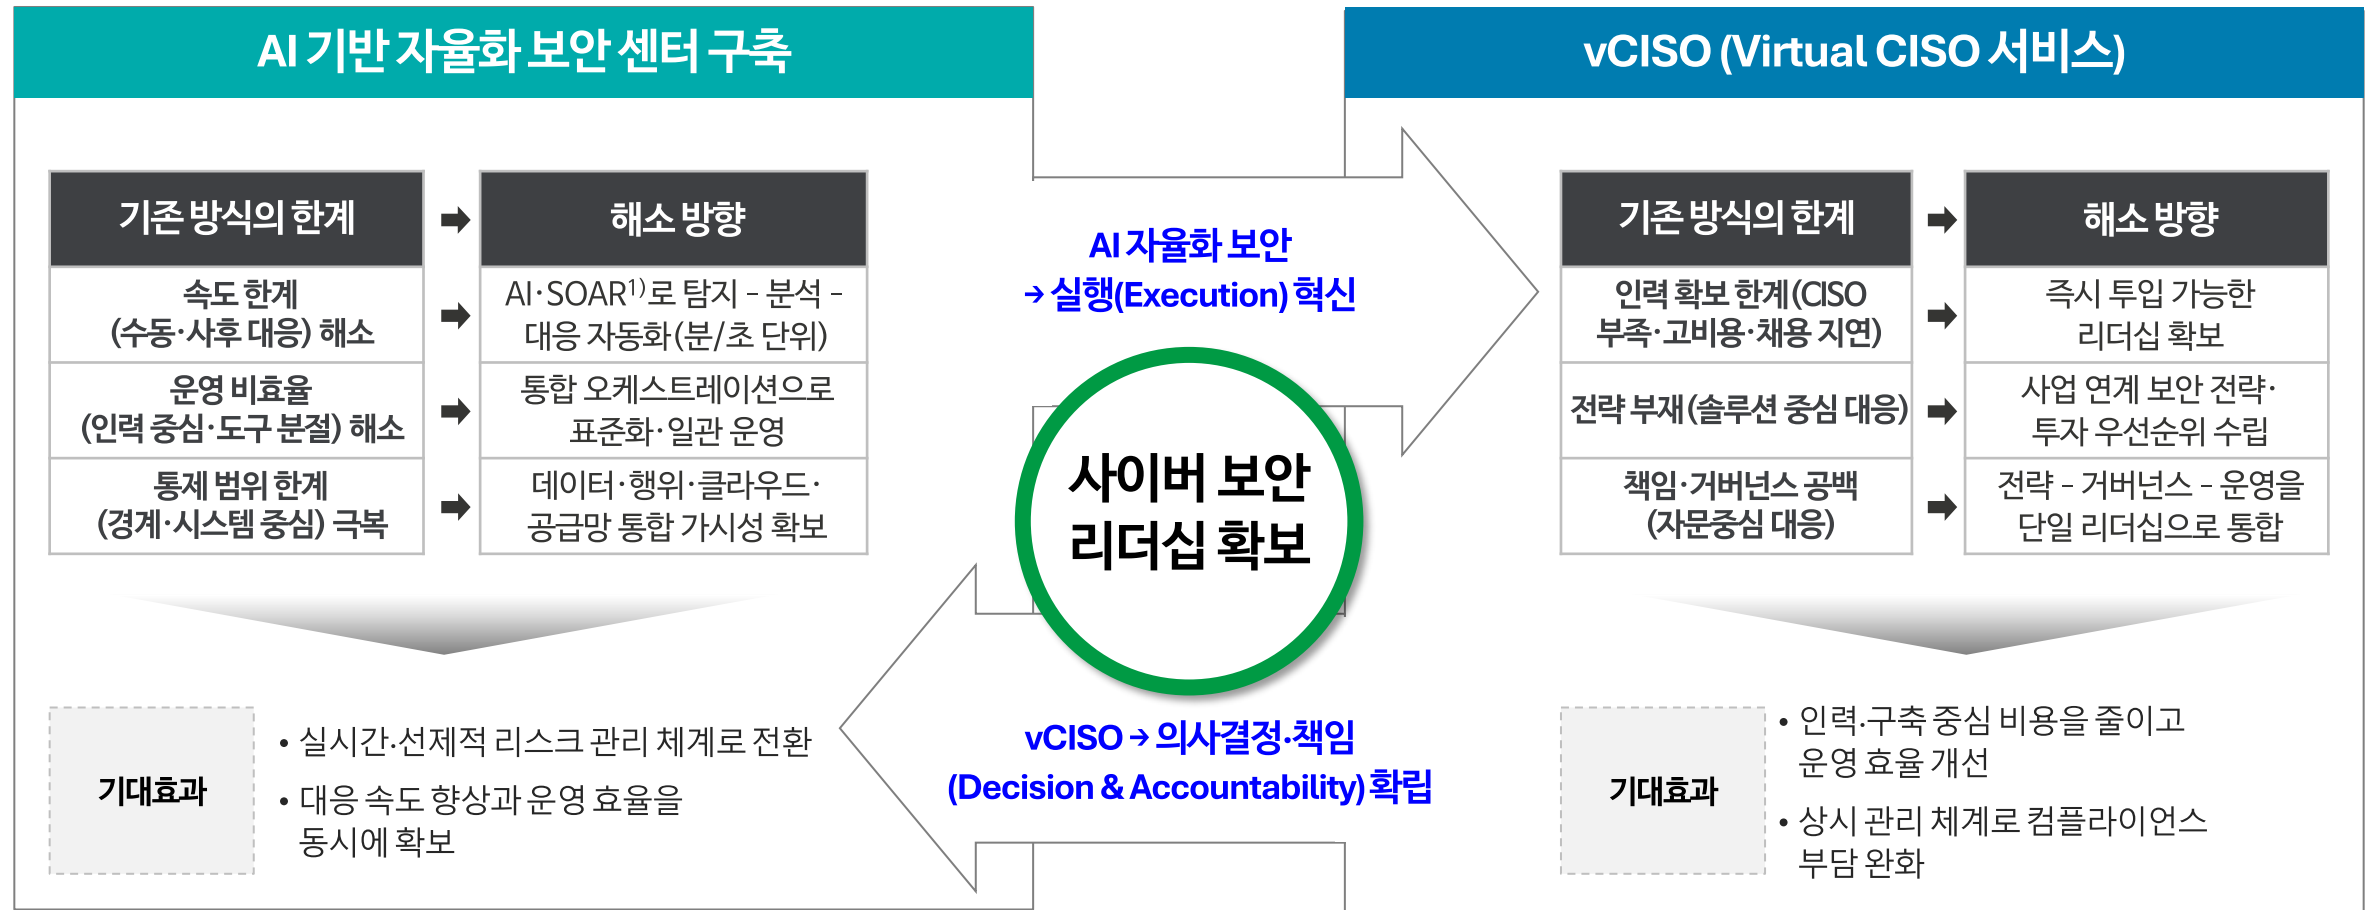 AI 기반 자율화 보안 센터 구축
기존 방식의 한계
해소 방향
속도 한계
(수동·사후 대응) 해소
AI·SOAR¹⁾로 탐지 – 분석 –
대응 자동화(분/초 단위)
운영 비효율
(인력 중심·도구 분절) 해소
통합 오케스트레이션으로
표준화·일관 운영
통제 범위 한계
(경계·시스템 중심) 극복
데이터·행위·클라우드·
공급망 통합 가시성 확보
기대효과
• 실시간·선제적 리스크 관리 체계로 전환
• 대응 속도 향상과 운영 효율을
동시에 확보
AI 자율화 보안
→ 실행(Execution) 혁신
사이버 보안
리더십 확보
vCISO → 의사결정·책임
(Decision & Accountability) 확립
vCISO (Virtual CISO 서비스)
기존 방식의 한계
해소 방향
인력 확보 한계(CISO
부족·고비용·채용 지연)
즉시 투입 가능한
리더십 확보
전략 부재(솔루션 중심 대응)
사업 연계 보안 전략·
투자 우선순위 수립
책임·거버넌스 공백
(자문중심 대응)
전략 – 거버넌스 – 운영을
단일 리더십으로 통합
기대효과
• 인력·구축 중심 비용을 줄이고
운영 효율 개선
• 상시 관리 체계로 컴플라이언스
부담 완화